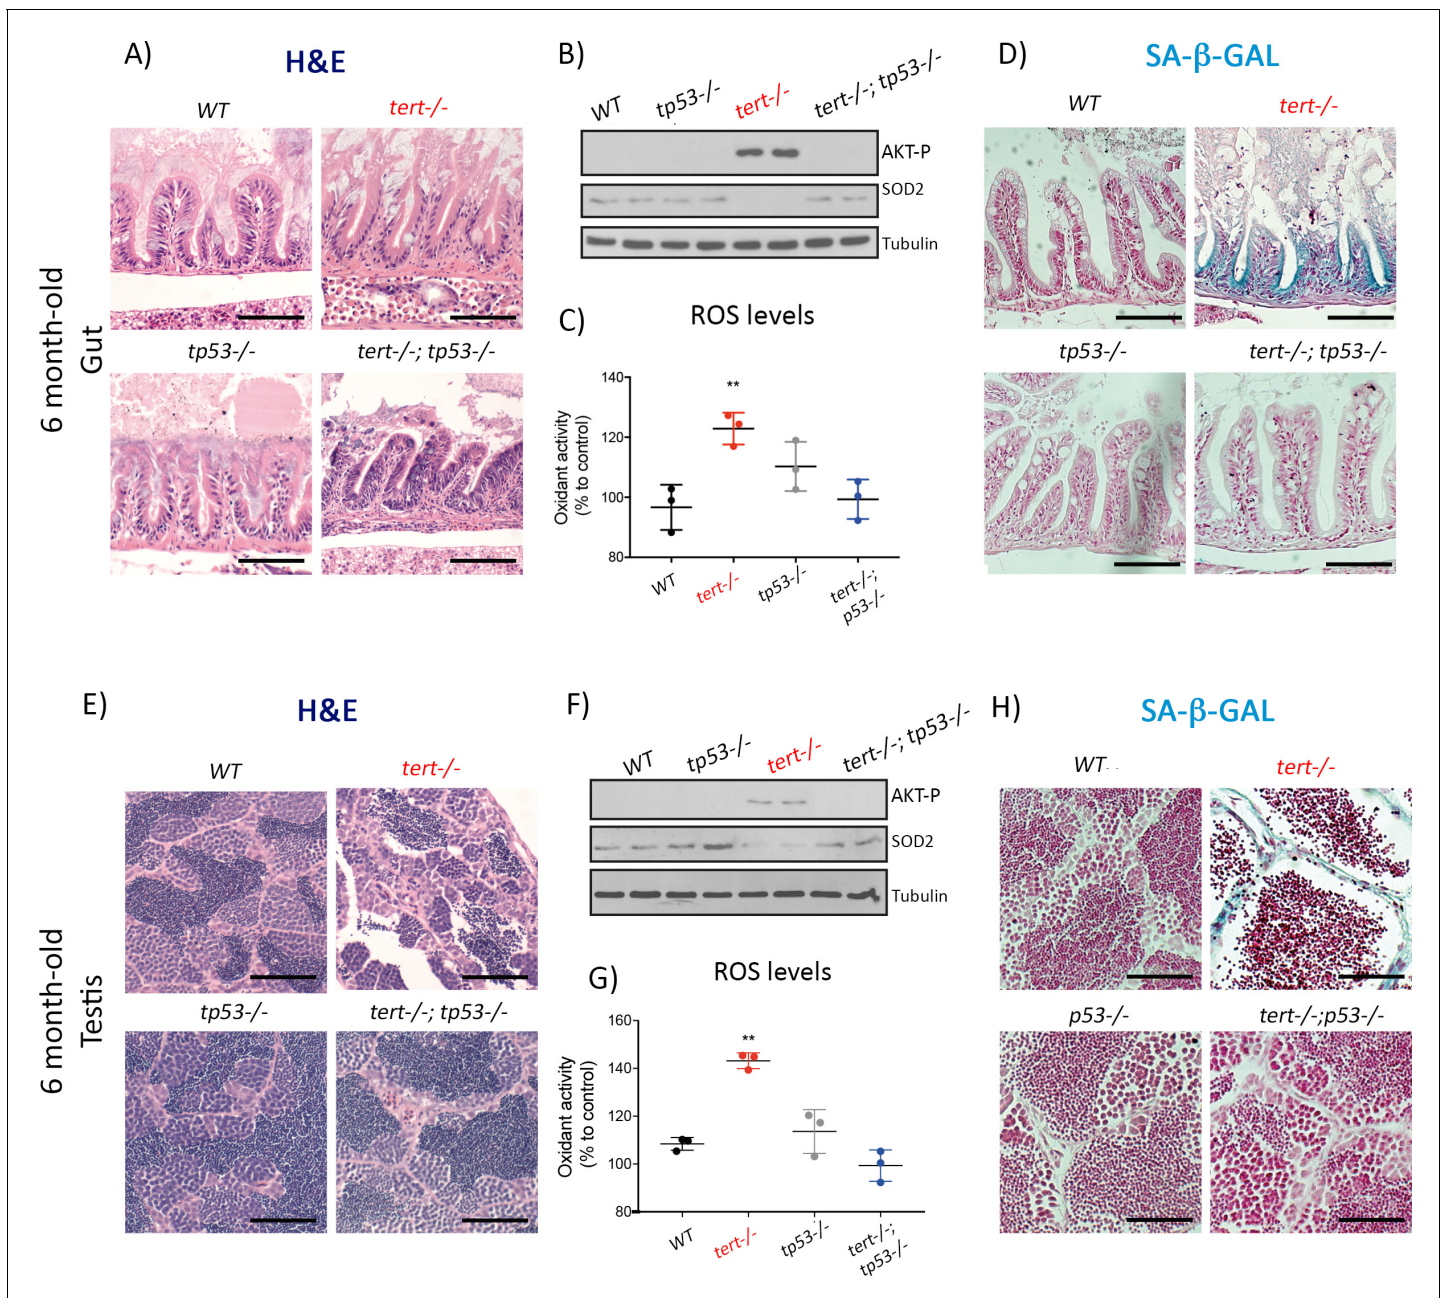 A)
H&E
WT
tert-/-
tp53-/-
tert-/-; tp53-/-
6 month-old
Gut
B)
WT
tp53-/-
tert-/-
tert-/-; tp53-/-
AKT-P
SOD2
Tubulin
C)
ROS levels
Oxidant activity
(% to control)
140
120
100
80
**
WT
tert-/-
tp53-/-
tert-/-;
p53-/-
D)
SA-β-GAL
WT
tert-/-
tp53-/-
tert-/-; tp53-/-
E)
H&E
WT
tert-/-
tp53-/-
tert-/-; tp53-/-
6 month-old
Testis
F)
WT
tp53-/-
tert-/-
tert-/-; tp53-/-
AKT-P
SOD2
Tubulin
G)
ROS levels
Oxidant activity
(% to control)
160
140
120
100
80
**
WT
tert-/-
tp53-/-
tert-/-;
tp53-/-
H)
SA-β-GAL
WT
tert-/-
p53-/-
tert-/-;p53-/-